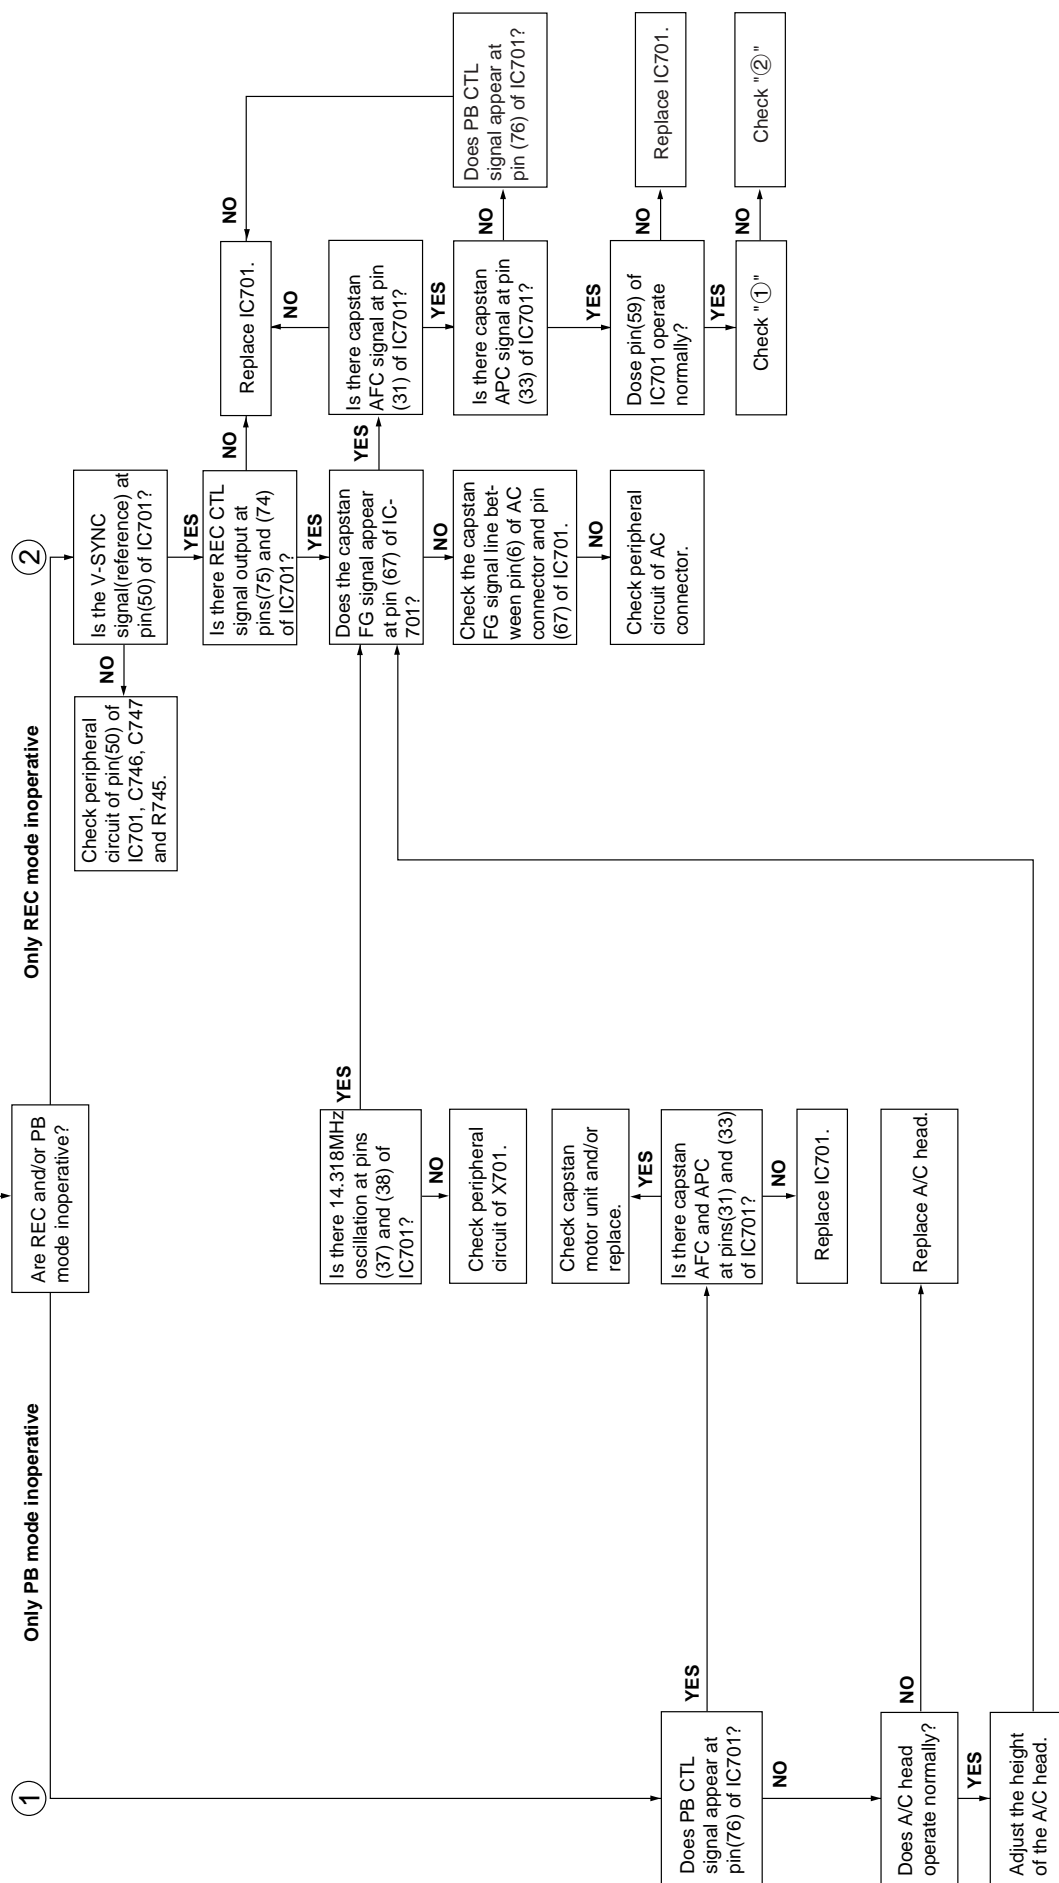 Are REC and/or PB
mode inoperative?
Only PB mode inoperative
Only REC mode inoperative
①
②
Does PB CTL
signal appear at
pin(76) of IC701?
YES
NO
Does A/C head
operate normally?
NO
YES
Adjust the height
of the A/C head.
Is there 14.318MHz
oscillation at pins
(37) and (38) of
IC701?
YES
NO
Check peripheral
circuit of X701.
Check capstan
motor unit and/or
replace.
YES
Is there capstan
AFC and APC
at pins(31) and (33)
of IC701?
NO
Replace IC701.
Replace A/C head.
Is the V-SYNC
signal(reference) at
pin(50) of IC701?
NO
YES
Check peripheral
circuit of pin(50) of
IC701, C746, C747
and R745.
Is there REC CTL
signal output at
pins(75) and (74)
of IC701?
NO
YES
Does the capstan
FG signal appear
at pin (67) of IC-
701?
YES
NO
Check the capstan
FG signal line bet-
ween pin(6) of AC
connector and pin
(67) of IC701.
NO
Check peripheral
circuit of AC
connector.
Replace IC701.
NO
NO
Is there capstan
AFC signal at pin
(31) of IC701?
YES
Is there capstan
APC signal at pin
(33) of IC701?
NO
YES
Does PB CTL
signal appear at
pin (76) of IC701?
Dose pin(59) of
IC701 operate
normally?
NO
YES
Replace IC701.
Check "①"
NO
Check "②"